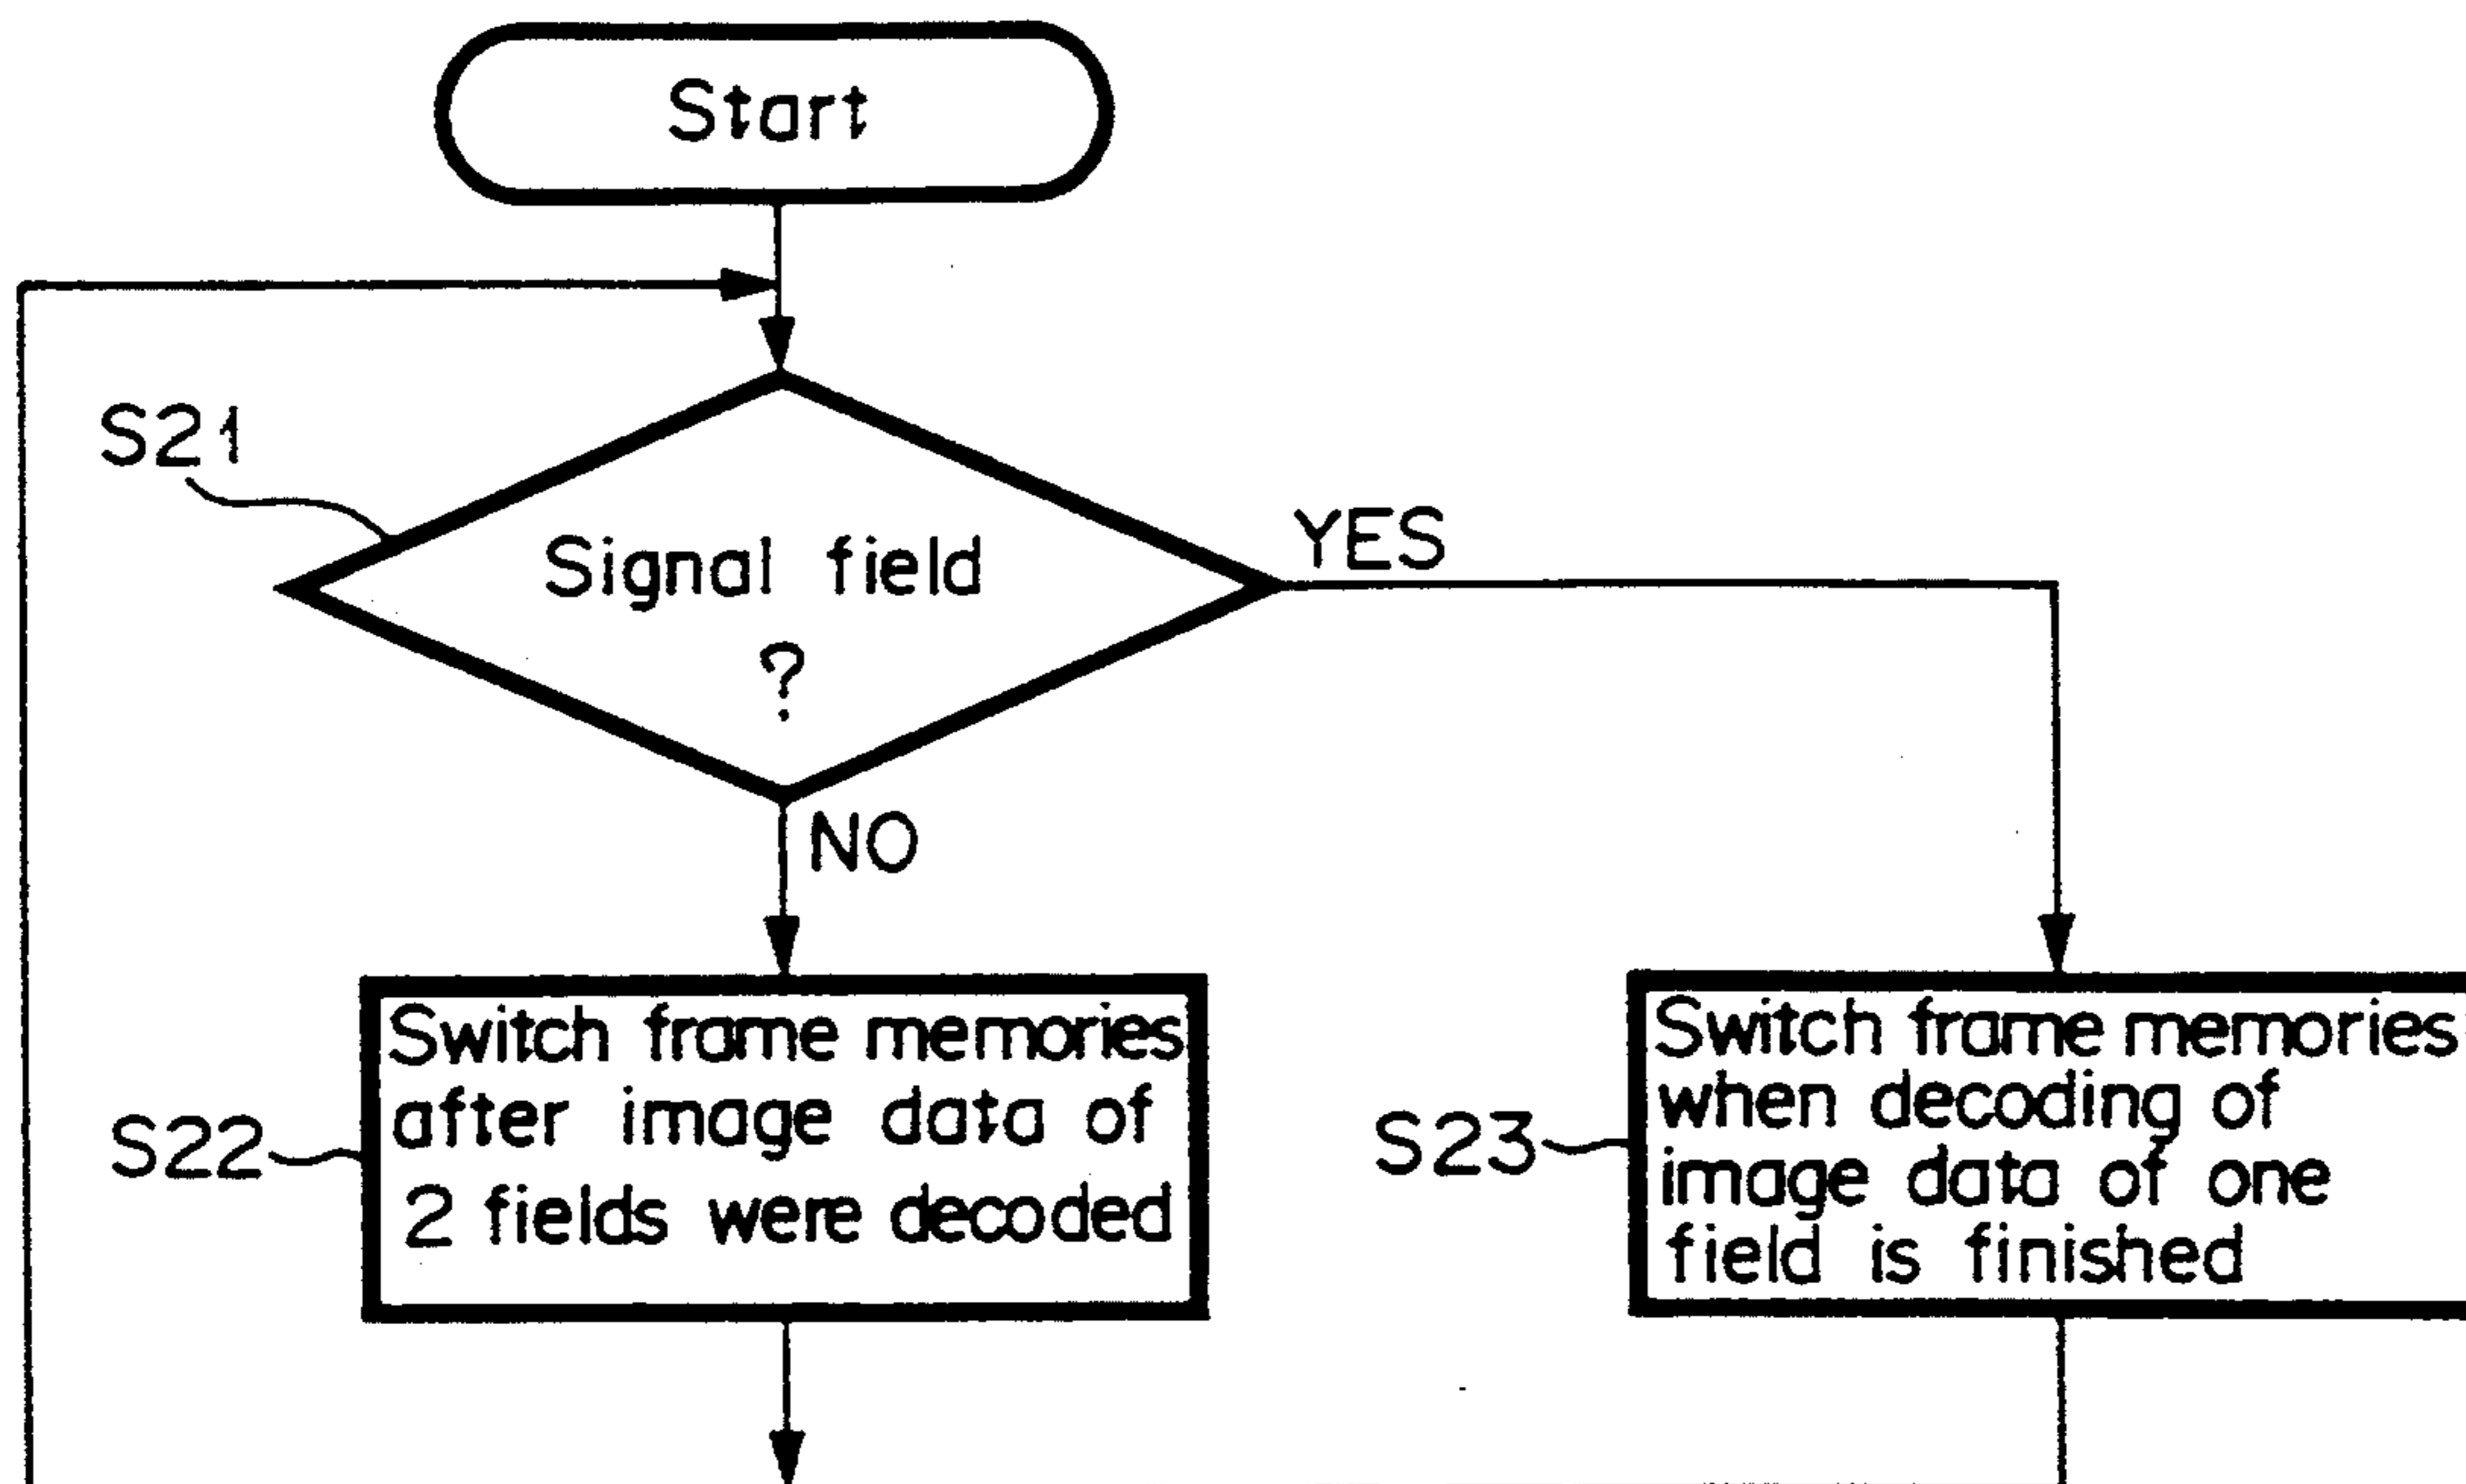 Start
S21
Signal field
?
YES
NO
S22
Switch frame memories
after image data of
2 fields were decoded
S23
Switch frame memories
when decoding of
image data of one
field is finished